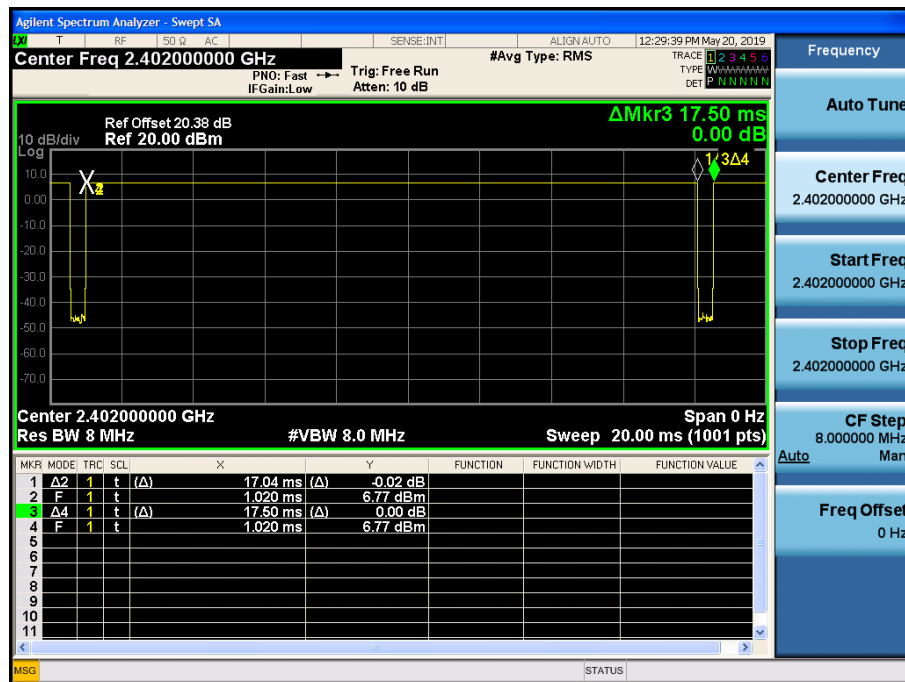 Agilent Spectrum Analyzer - Swept SA
LXI T RF 50 Ω AC SENSE:INT ALIGN AUTO 12:29:39 PM May 20, 2019
Center Freq 2.402000000 GHz #Avg Type: RMS TRACE 1 2 3 4 5 6
PNO: Fast Trig: Free Run TYPE WWWWWW
IFGain:Low Atten: 10 dB DET P N N N N N
ΔMkr3 17.50 ms
0.00 dB
Ref Offset 20.38 dB
10 dB/div Ref 20.00 dBm
Log
1/3Δ4
10.0
0.00
-10.0
-20.0
-30.0
-40.0
-50.0
-60.0
-70.0
Center 2.402000000 GHz Span 0 Hz
Res BW 8 MHz #VBW 8.0 MHz Sweep 20.00 ms (1001 pts)
MKR MODE TRC SCL X Y FUNCTION FUNCTION WIDTH FUNCTION VALUE
1 Δ2 1 t (Δ) 17.04 ms (Δ) -0.02 dB
2 F 1 t 1.020 ms 6.77 dBm
3 Δ4 1 t (Δ) 17.50 ms (Δ) 0.00 dB
4 F 1 t 1.020 ms 6.77 dBm
5
6
7
8
9
10
11
MSG STATUS
Frequency
Auto Tune
Center Freq
2.402000000 GHz
Start Freq
2.402000000 GHz
Stop Freq
2.402000000 GHz
CF Step
8.000000 MHz
Auto Man
Freq Offset
0 Hz